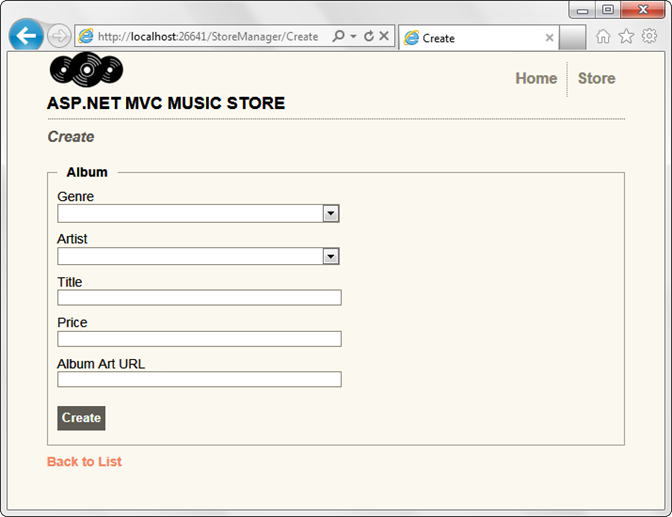 http://localhost:26641/StoreManager/Create
Create
Home
Store
ASP.NET MVC MUSIC STORE
Create
Album
Genre
Artist
Title
Price
Album Art URL
Create
Back to List